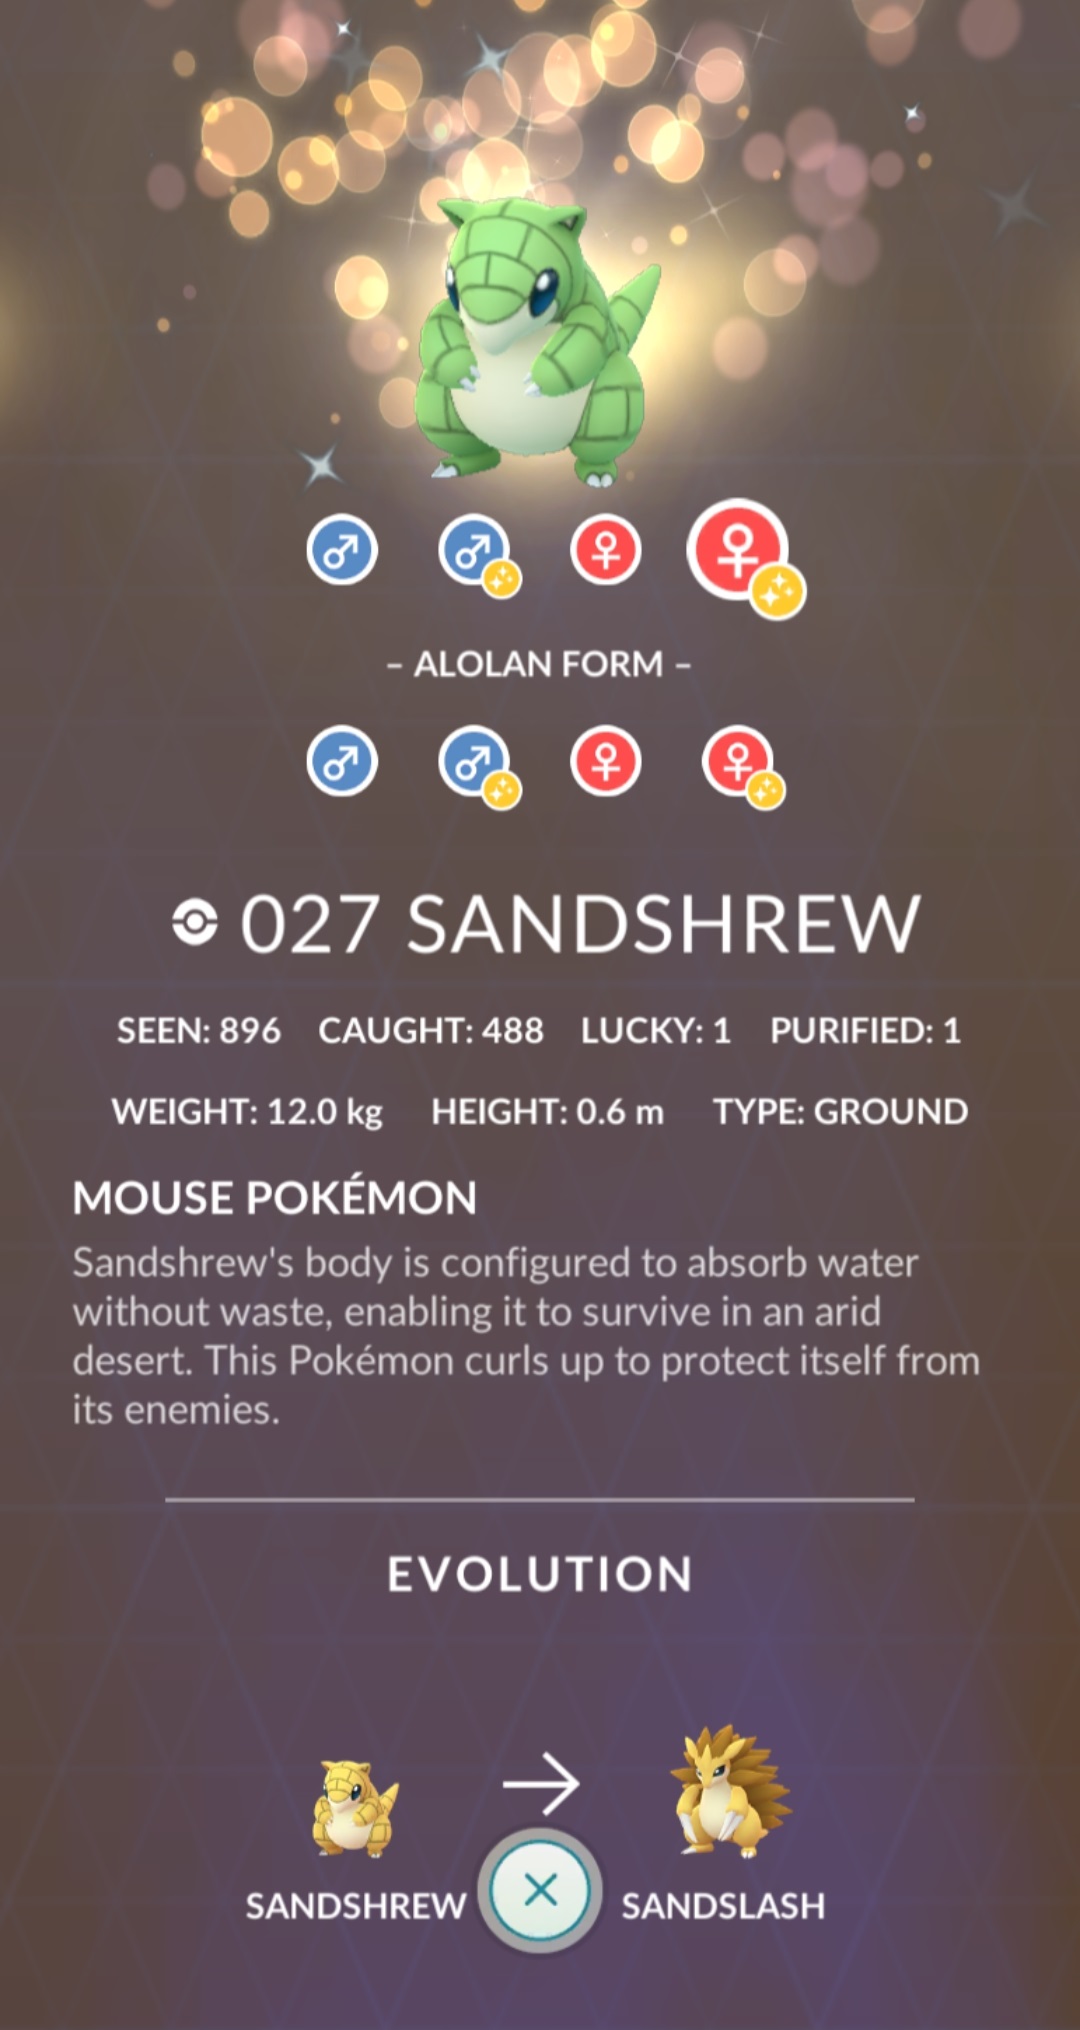 – ALOLAN FORM –
027 SANDSHREW
SEEN: 896 CAUGHT: 488 LUCKY: 1 PURIFIED: 1
WEIGHT: 12.0 kg HEIGHT: 0.6 m TYPE: GROUND
MOUSE POKÉMON
Sandshrew's body is configured to absorb water
without waste, enabling it to survive in an arid
desert. This Pokémon curls up to protect itself from
its enemies.
EVOLUTION
SANDSHREW SANDSLASH